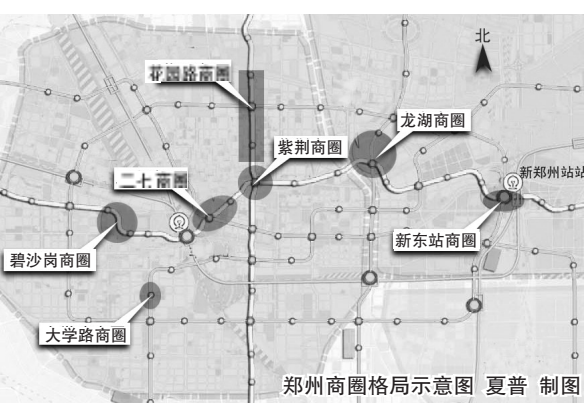 北
花园路商圈
龙湖商圈
紫荆商圈
新郑州站站
二七商圈
新东站商圈
碧沙岗商圈
大学路商圈
郑州商圈格局示意图 夏普 制图